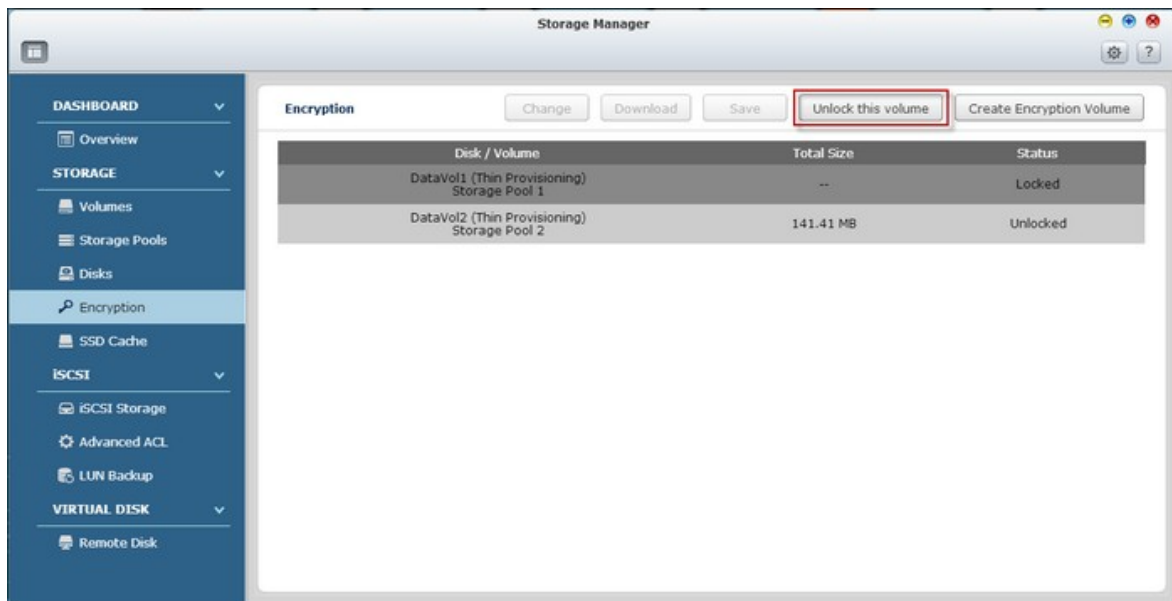 Storage Manager
?
DASHBOARD
Overview
STORAGE
Volumes
Storage Pools
Disks
Encryption
SSD Cache
iSCSI
iSCSI Storage
Advanced ACL
LUN Backup
VIRTUAL DISK
Remote Disk
Encryption Change Download Save Unlock this volume Create Encryption Volume
Disk / Volume Total Size Status
DataVol1 (Thin Provisioning)
Storage Pool 1 -- Locked
DataVol2 (Thin Provisioning)
Storage Pool 2 141.41 MB Unlocked